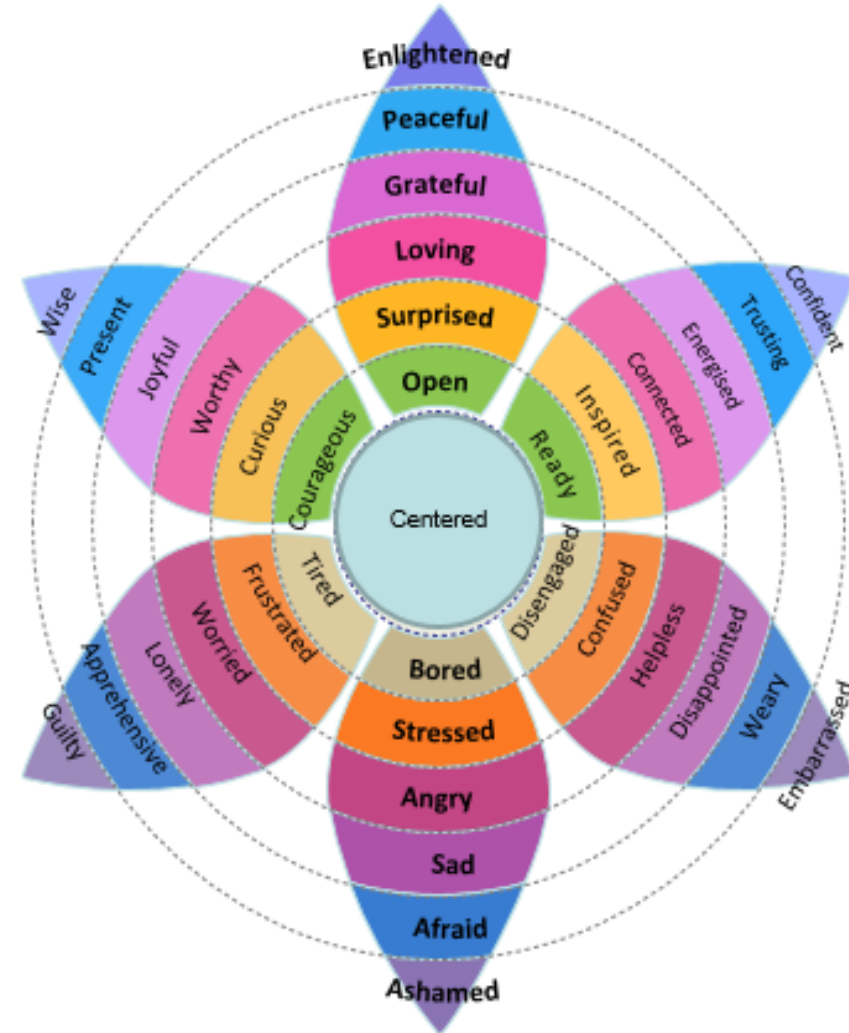 Enlightened
Peaceful
Grateful
Loving
Surprised
Open
Wise
Present
Joyful
Worthy
Curious
Courageous
Confident
Trusting
Energised
Connected
Inspired
Ready
Centered
Tired
Frustrated
Worried
Lonely
Apprehensive
Guilty
Disengaged
Confused
Helpless
Disappointed
Weary
Embarrassed
Bored
Stressed
Angry
Sad
Afraid
Ashamed